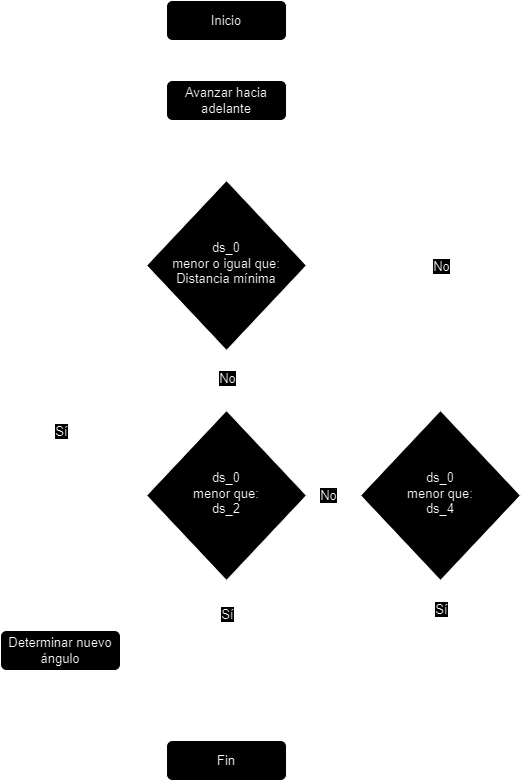 Inicio
Avanzar hacia
adelante
ds_0
menor o igual que:
Distancia mínima
No
No
Sí
ds_0
menor que:
ds_2
No
ds_0
menor que:
ds_4
Sí
Sí
Determinar nuevo
ángulo
Fin